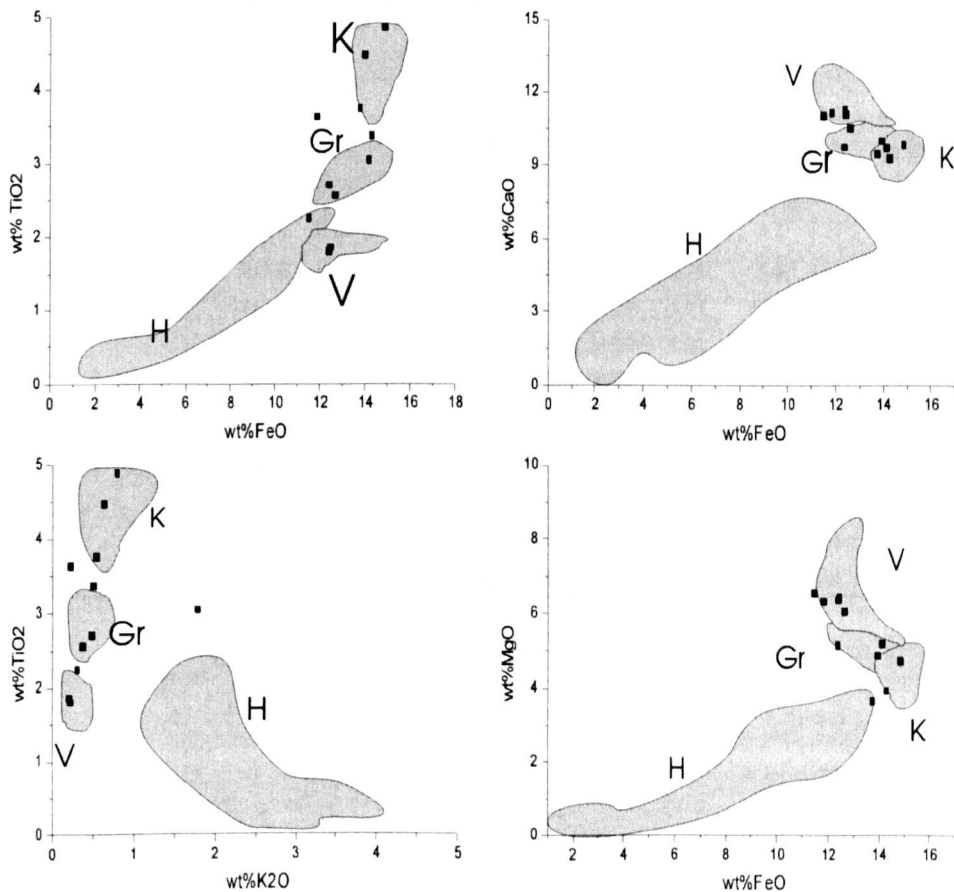 wt% TiO2
5
4
3
2
1
0
K
Gr
H
V
0 2 4 6 8 10 12 14 16 18
wt%FeO
wt%CaO
15
12
9
6
3
0
V
Gr
K
H
0 2 4 6 8 10 12 14 16
wt%FeO
wt%TiO2
5
4
3
2
1
0
K
Gr
H
V
0 1 2 3 4 5
wt%K2O
wt%MgO
10
8
6
4
2
0
V
Gr
K
H
2 4 6 8 10 12 14 16
wt%FeO